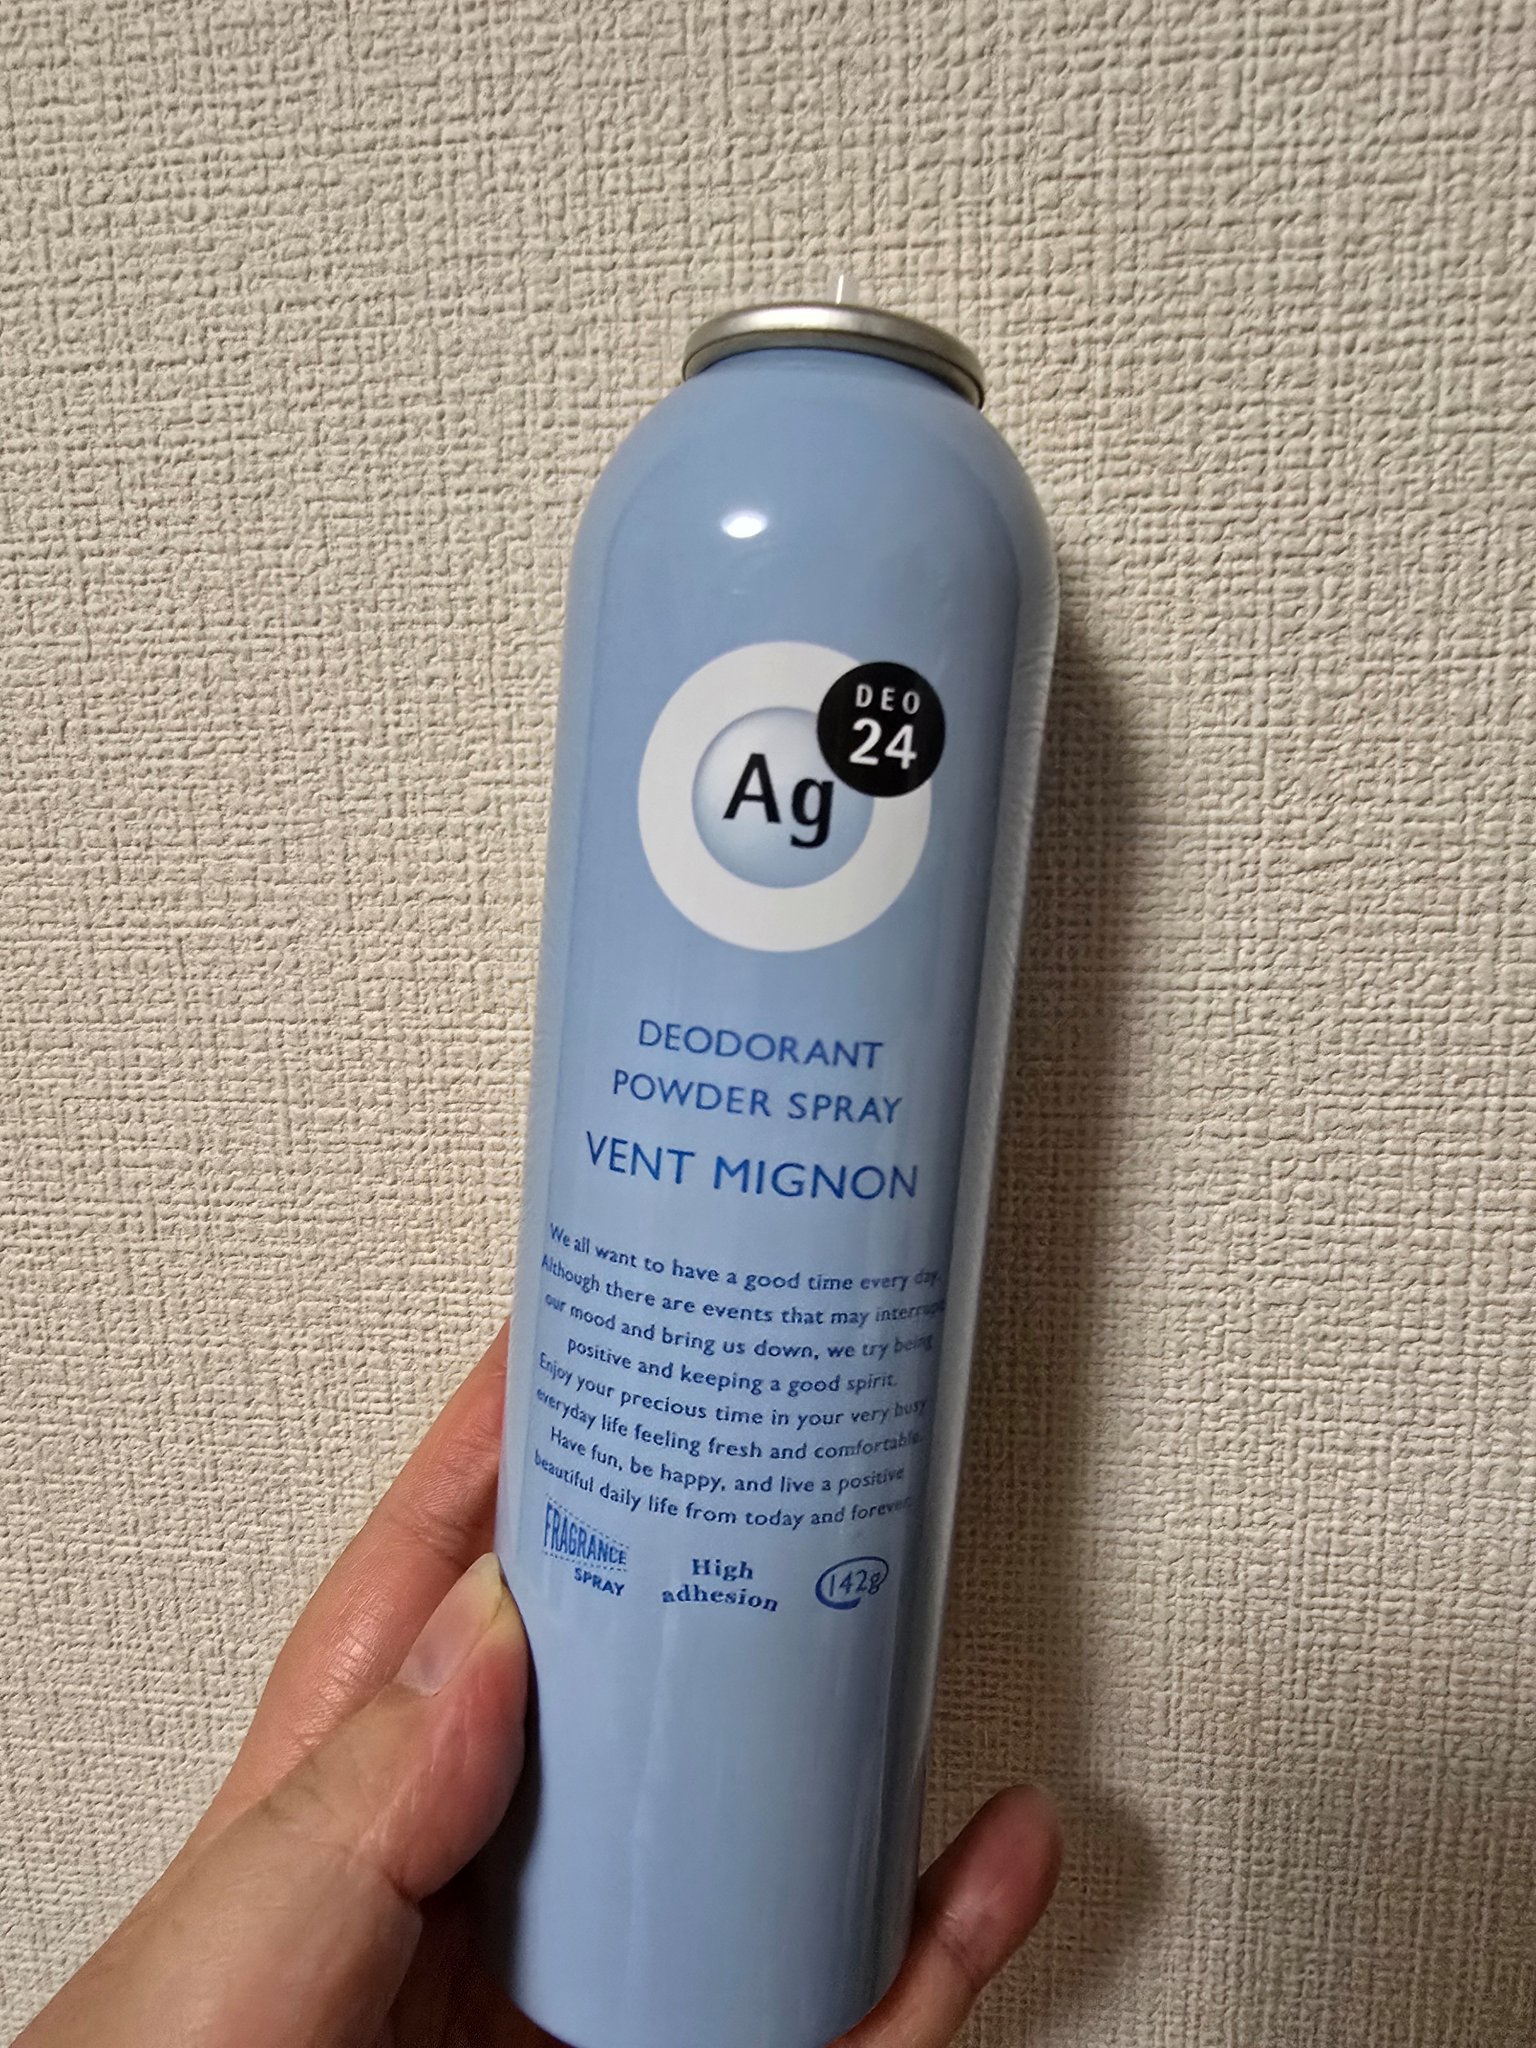 DEO
24
Ag
DEODORANT
POWDER SPRAY
VENT MIGNON
We all want to have a good time every day.
Although there are events that may interrupt
our mood and bring us down, we try being
positive and keeping a good spirit.
Enjoy your precious time in your very busy
everyday life feeling fresh and comfortable.
Have fun, be happy, and live a positive
beautiful daily life from today and forever.
FRAGRANCE
SPRAY
High
adhesion
142g